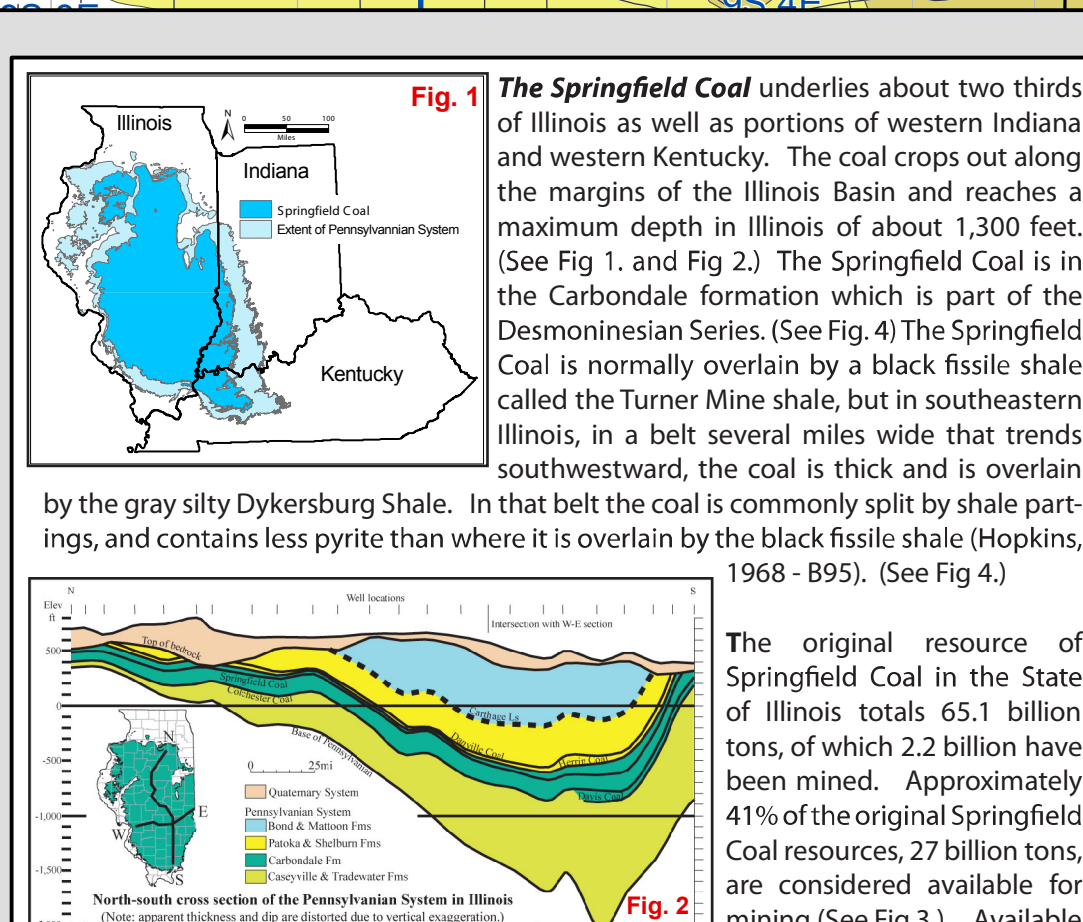 Fig. 1
Illinois
N
0 50 100
Miles
Indiana
Springfield Coal
Extent of Pennsylvannian System
Kentucky
The Springfield Coal underlies about two thirds
of Illinois as well as portions of western Indiana
and western Kentucky. The coal crops out along
the margins of the Illinois Basin and reaches a
maximum depth in Illinois of about 1,300 feet.
(See Fig 1. and Fig 2.) The Springfield Coal is in
the Carbondale formation which is part of the
Desmoninesian Series. (See Fig. 4) The Springfield
Coal is normally overlain by a black fissile shale
called the Turner Mine shale, but in southeastern
Illinois, in a belt several miles wide that trends
southwestward, the coal is thick and is overlain
by the gray silty Dykersburg Shale. In that belt the coal is commonly split by shale part-
ings, and contains less pyrite than where it is overlain by the black fissile shale (Hopkins,
1968 - B95). (See Fig 4.)
N
S
Elev
ft
Well locations
Intersection with W-E section
500
0
-500
-1,000
-1,500
Top of bedrock
Springfield Coal
Colchester Coal
Base of Pennsylvanian
Carthage Ls
Danville Coal
Herrin Coal
Davis Coal
N
E
W
S
0 25mi
Quaternary System
Pennsylvanian System
Bond & Mattoon Fms
Patoka & Shelburn Fms
Carbondale Fm
Caseyville & Tradewater Fms
North-south cross section of the Pennsylvanian System in Illinois
(Note: apparent thickness and dip are distorted due to vertical exaggeration.)
Fig. 2
The original resource of
Springfield Coal in the State
of Illinois totals 65.1 billion
tons, of which 2.2 billion have
been mined. Approximately
41% of the original Springfield
Coal resources, 27 billion tons,
are considered available for
mining (See Fig 3.) Available